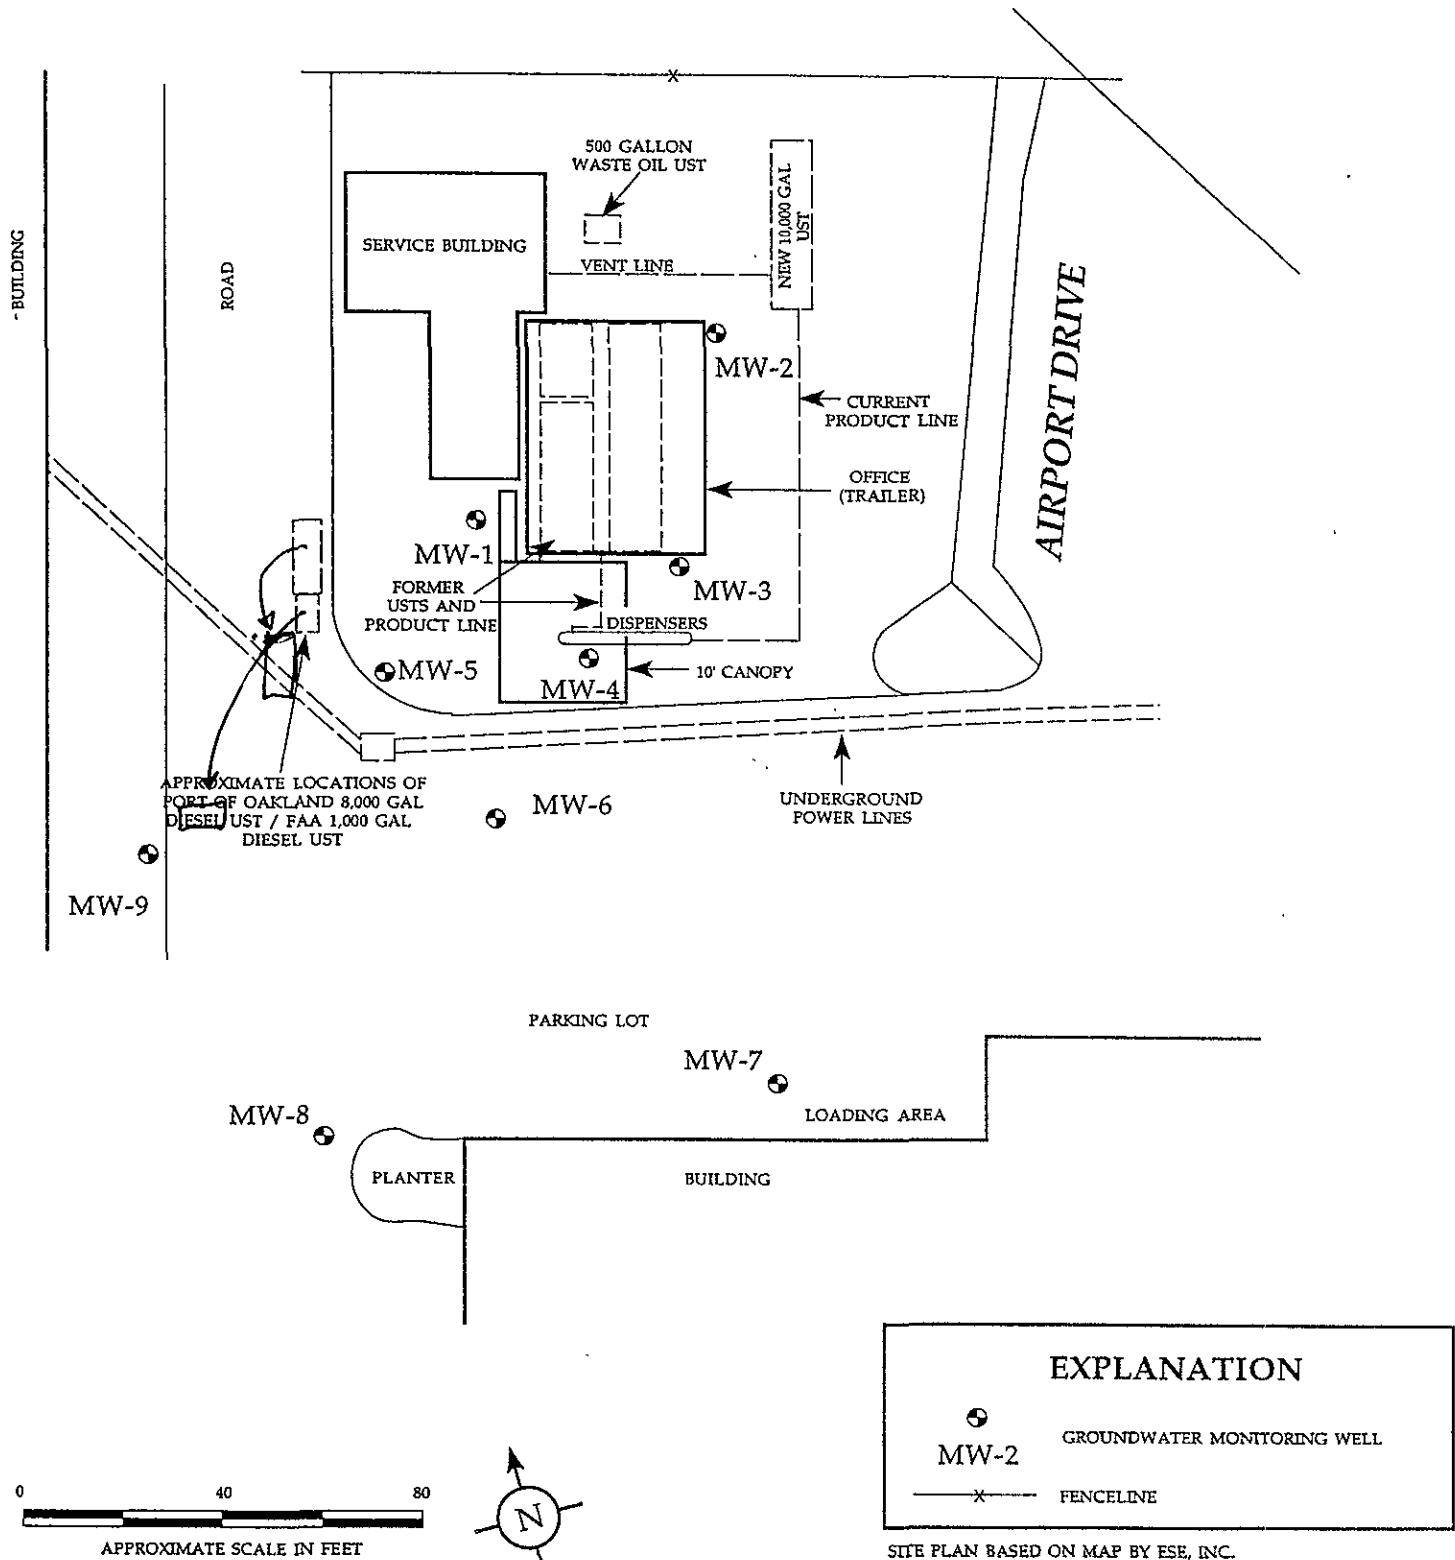 500 GALLON
WASTE OIL UST
NEW 10,000 GAL
UST
SERVICE BUILDING
VENT LINE
- BUILDING
ROAD
AIRPORT DRIVE
MW-2
CURRENT
PRODUCT LINE
OFFICE
(TRAILER)
MW-1
FORMER
USTS AND
PRODUCT LINE
MW-3
DISPENSERS
MW-5
10' CANOPY
MW-4
APPROXIMATE LOCATIONS OF
PORT OF OAKLAND 8,000 GAL
DIESEL UST / FAA 1,000 GAL
DIESEL UST
MW-6
UNDERGROUND
POWER LINES
MW-9
PARKING LOT
MW-7
MW-8
LOADING AREA
PLANTER
BUILDING
EXPLANATION
MW-2
GROUNDWATER MONITORING WELL
X FENCELINE
0 40 80
APPROXIMATE SCALE IN FEET
N
SITE PLAN BASED ON MAP BY ESE, INC.